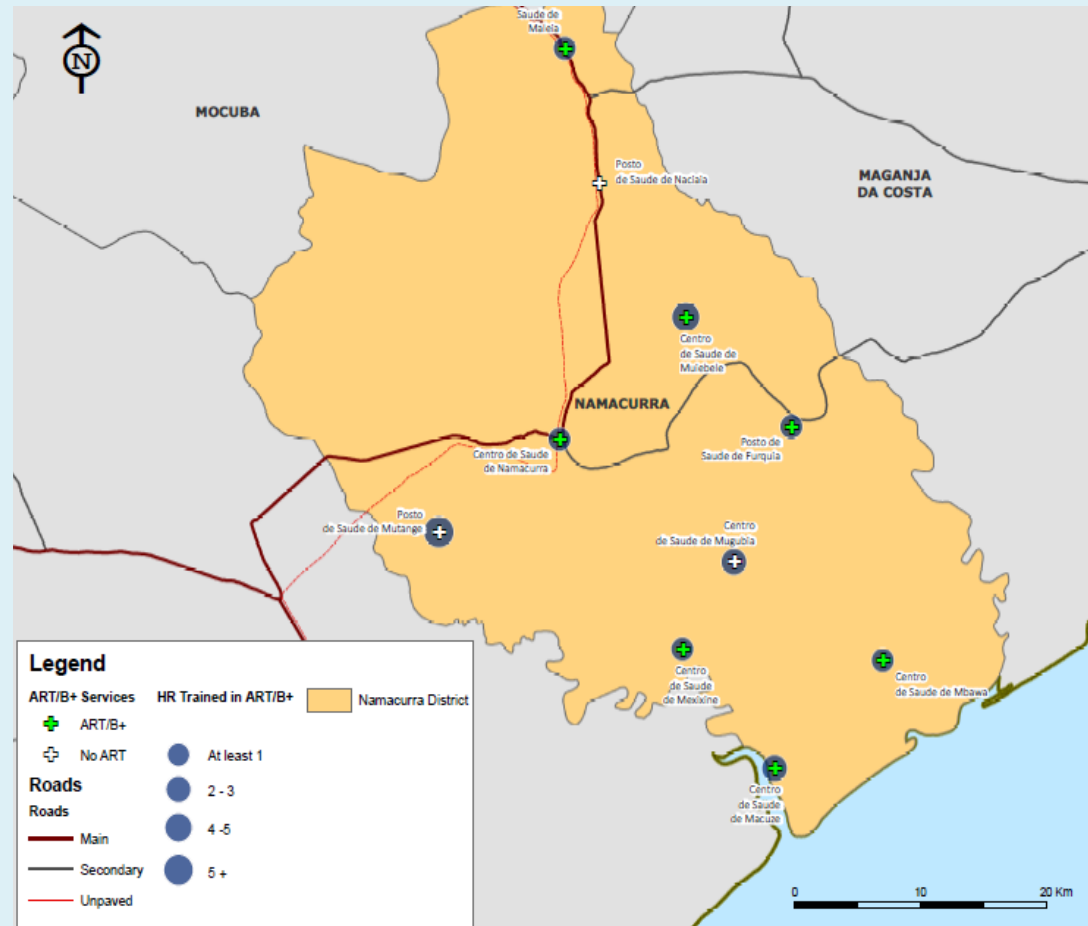 N
Saude de
Malela
MOCUBA
Posto
de Saude de Naciaia
MAGANJA
DA COSTA
Centro
de Saude de
Mulebele
NAMACURRA
Centro de Saude
de Namacurra
Posto de
Saude de Furquia
Posto
de Saude de Mutange
Centro
de Saude de Mugubia
Centro
de Saude
de Mexixine
Centro
de Saude de Mbawa
Centro
de Saude
de Macuze
Legend
ART/B+ Services
HR Trained in ART/B+
Namacurra District
ART/B+
No ART
At least 1
2 - 3
4 -5
5 +
Roads
Roads
Main
Secondary
Unpaved
0 10 20 Km